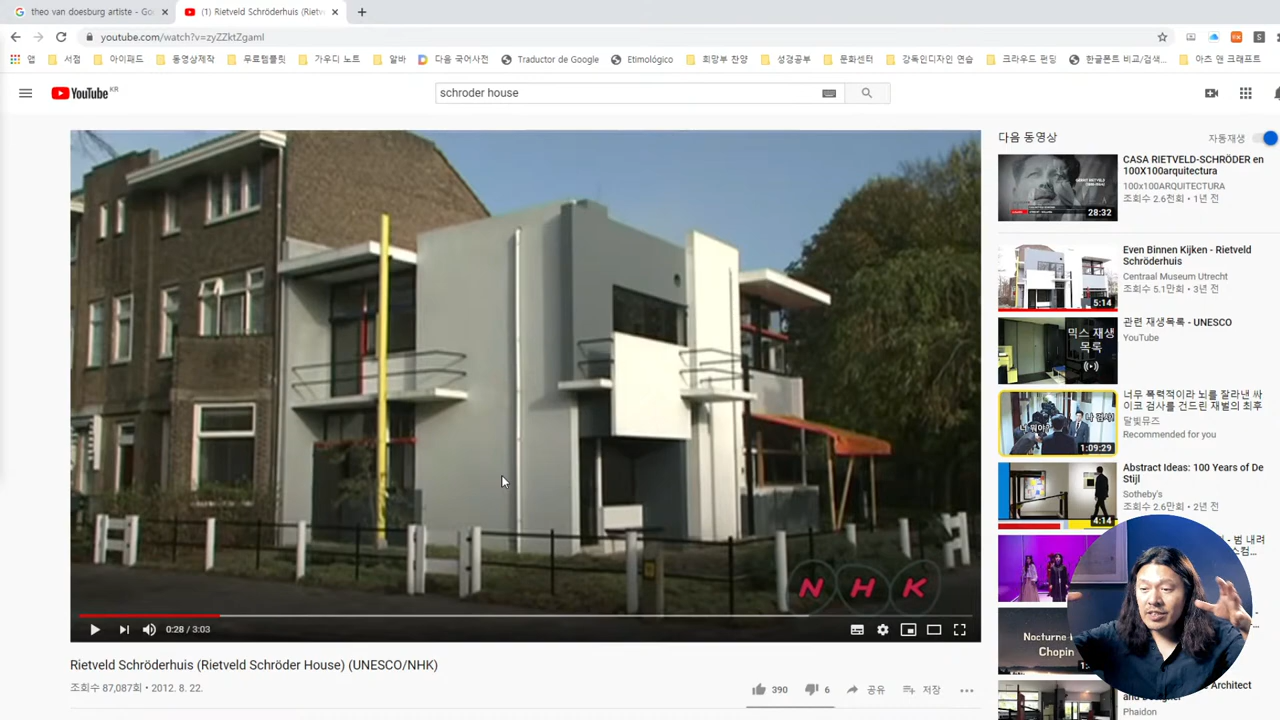 theo van doesburg artiste - Go
(1) Rietveld Schröderhuis (Rietv
youtube.com/watch?v=zyZZktZgamI
앱
서점
아이패드
동영상제작
무료템플릿
가우디 노트
알바
다음 국어사전
Traductor de Google
Etimológico
희망부 찬양
성경공부
문화센터
감독인디자인 연습
크라우드 펀딩
한글폰트 비교/검색...
아츠 앤 크래프트
YouTube KR
schroder house
NHK
0:28 / 3:03
Rietveld Schröderhuis (Rietveld Schröder House) (UNESCO/NHK)
조회수 87,087회 • 2012. 8. 22.
390
6
공유
저장
다음 동영상
자동재생
28:32
CASA RIETVELD-SCHRÖDER en
100X100arquitectura
100x100ARQUITECTURA
조회수 2.6천회 • 1년 전
5:14
Even Binnen Kijken - Rietveld
Schröderhuis
Centraal Museum Utrecht
조회수 5.1만회 • 3년 전
믹스 재생
목록
관련 재생목록 - UNESCO
YouTube
1:09:29
너무 폭력적이라 뇌를 잘라낸 싸
이코 검사를 건드린 재벌의 최후
달빛뮤즈
Recommended for you
4:14
Abstract Ideas: 100 Years of De
Stijl
Sotheby's
조회수 2만회 • 2년 전
범 내려
Nocturne
Chopin
Architect
Phaidon